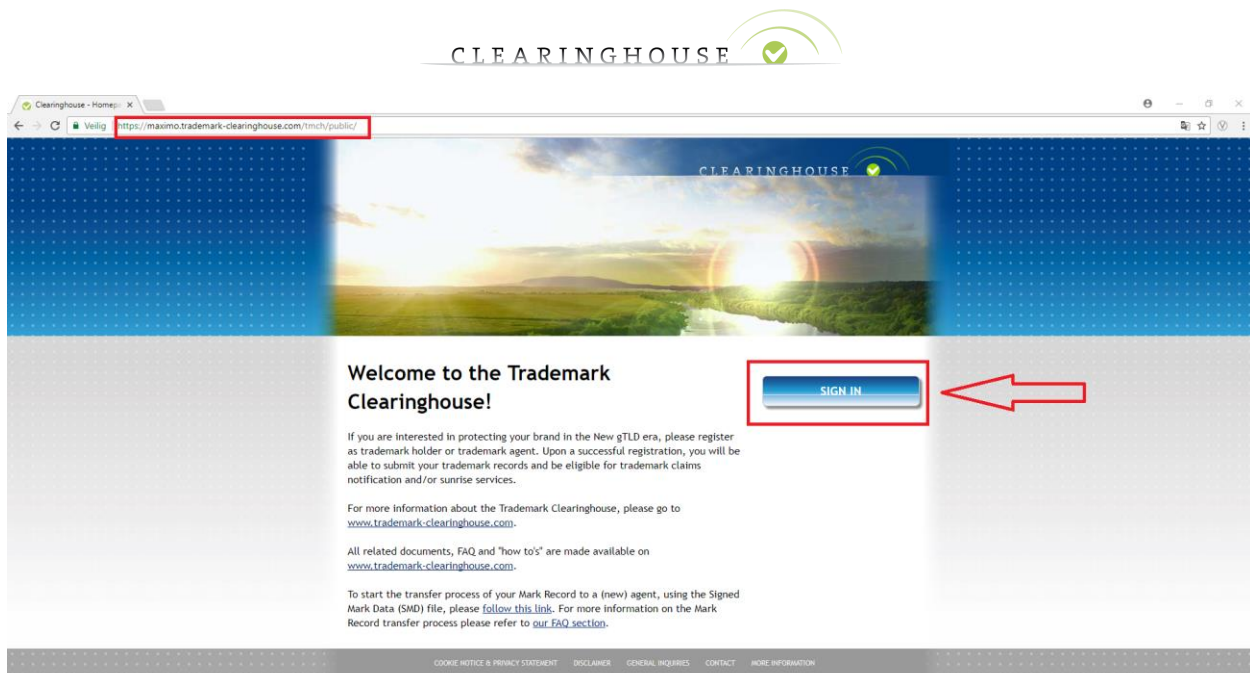 CLEARINGHOUSE
Clearinghouse - Homep
Veilig https://maximo.trademark-clearinghouse.com/tmch/public/
CLEARINGHOUSE
Welcome to the Trademark
Clearinghouse!
SIGN IN
If you are interested in protecting your brand in the New gTLD era, please register
as trademark holder or trademark agent. Upon a successful registration, you will be
able to submit your trademark records and be eligible for trademark claims
notification and/or sunrise services.
For more information about the Trademark Clearinghouse, please go to
www.trademark-clearinghouse.com.
All related documents, FAQ and "how to's" are made available on
www.trademark-clearinghouse.com.
To start the transfer process of your Mark Record to a (new) agent, using the Signed
Mark Data (SMD) file, please follow this link. For more information on the Mark
Record transfer process please refer to our FAQ section.
COOKIE NOTICE & PRIVACY STATEMENT DISCLAIMER GENERAL INQUIRIES CONTACT MORE INFORMATION